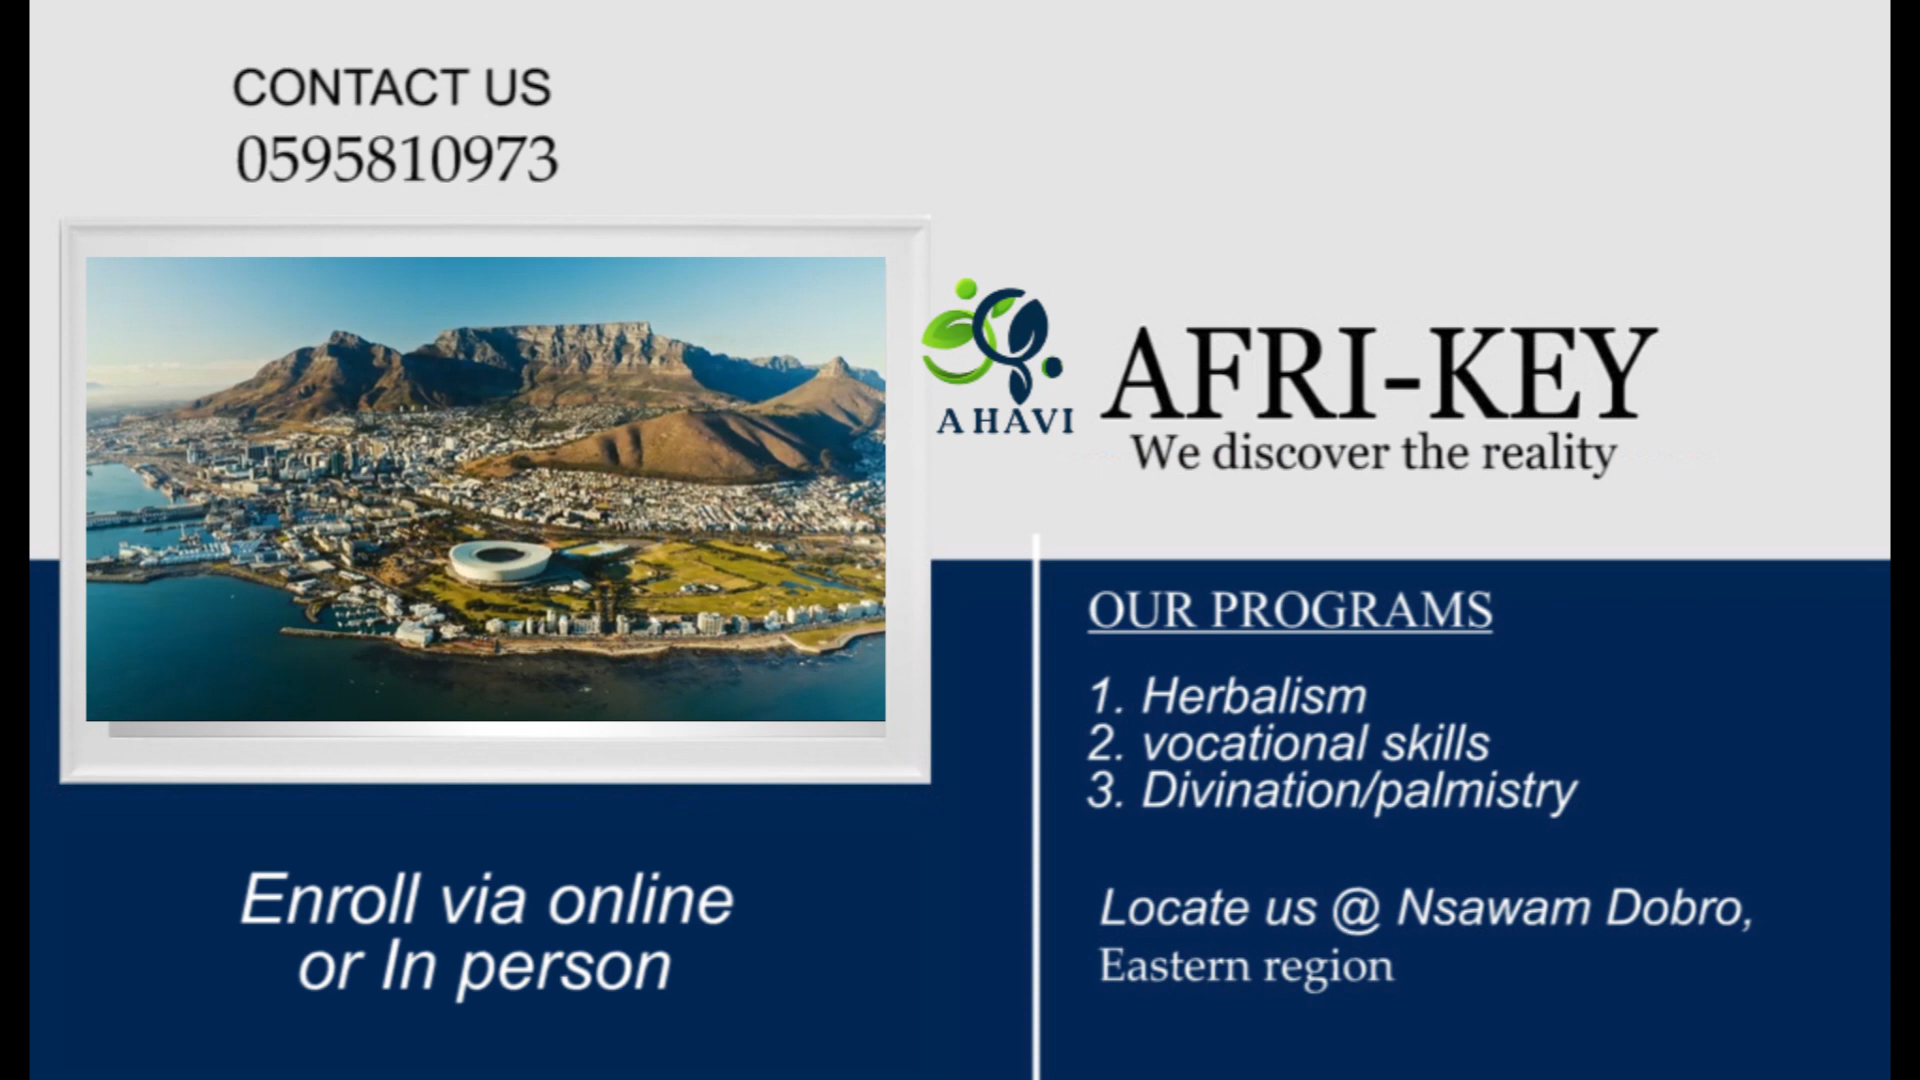 CONTACT US
0595810973
A HAVI
AFRI-KEY
We discover the reality
OUR PROGRAMS
1. Herbalism
2. vocational skills
3. Divination/palmistry
Enroll via online
or In person
Locate us @ Nsawam Dobro,
Eastern region